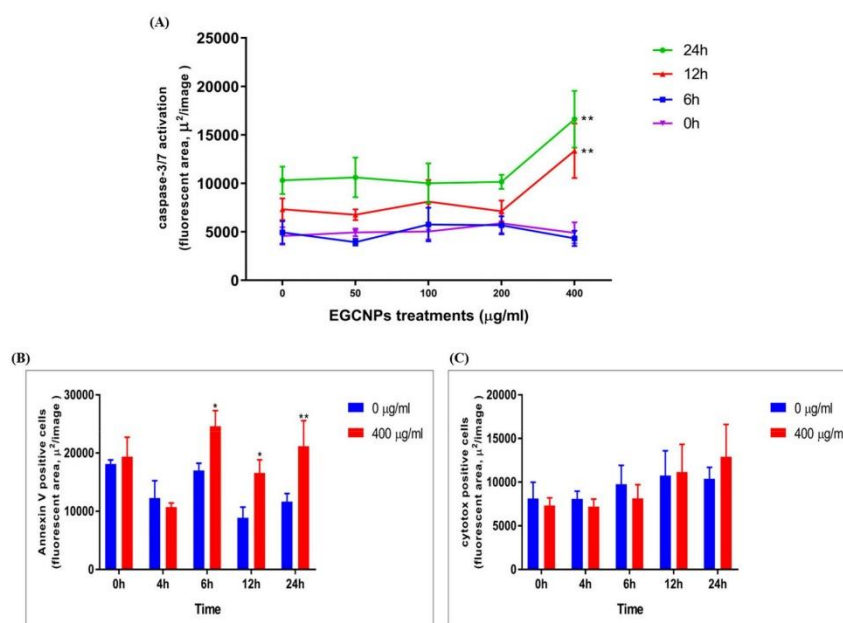 (A)
25000
20000
15000
10000
5000
0
caspase-3/7 activation
(fluorescent area, µ²/image )
0
50
100
200
400
EGCNPs treatments (µg/ml)
**
**
24h
12h
6h
0h
(B)
30000
20000
10000
0
Annexin V positive cells
(fluorescent area, µ²/image )
*
*
**
0h
4h
6h
12h
24h
Time
0 µg/ml
400 µg/ml
(C)
20000
15000
10000
5000
0
cytotox positive cells
(fluorescent area, µ²/image )
0h
4h
6h
12h
24h
Time
0 µg/ml
400 µg/ml